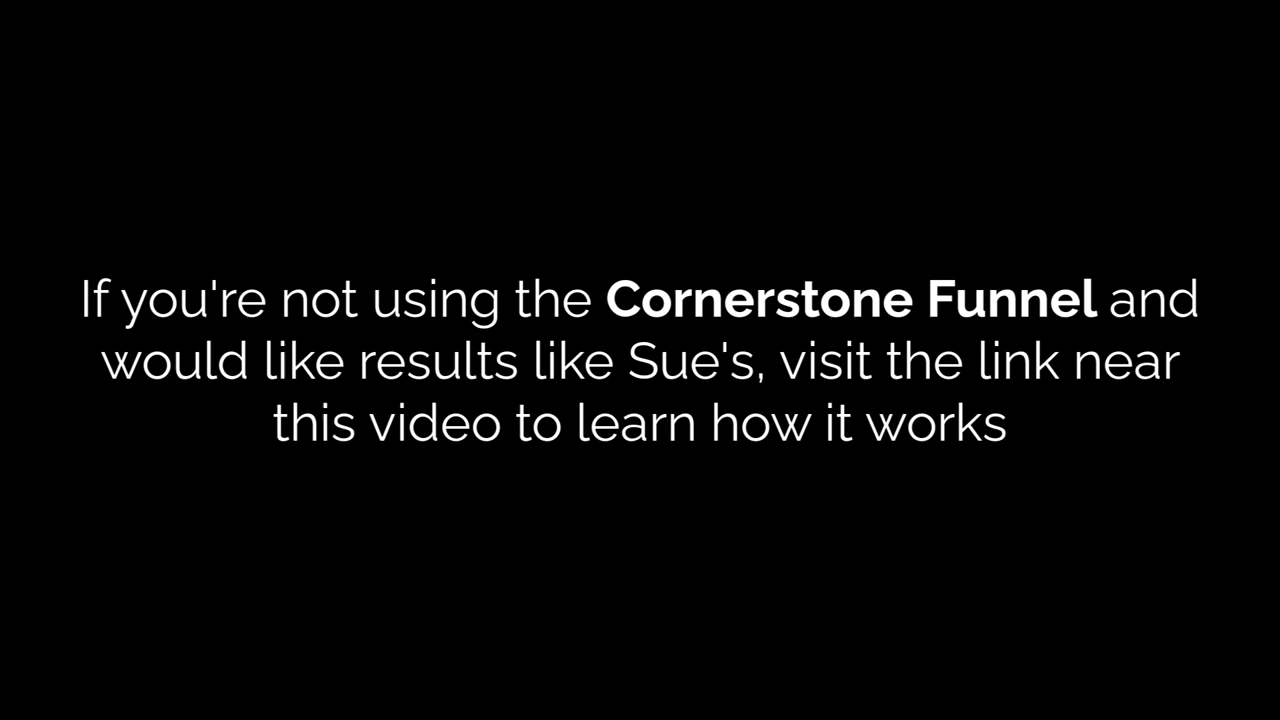 If you're not using the Cornerstone Funnel and
would like results like Sue's, visit the link near
this video to learn how it works